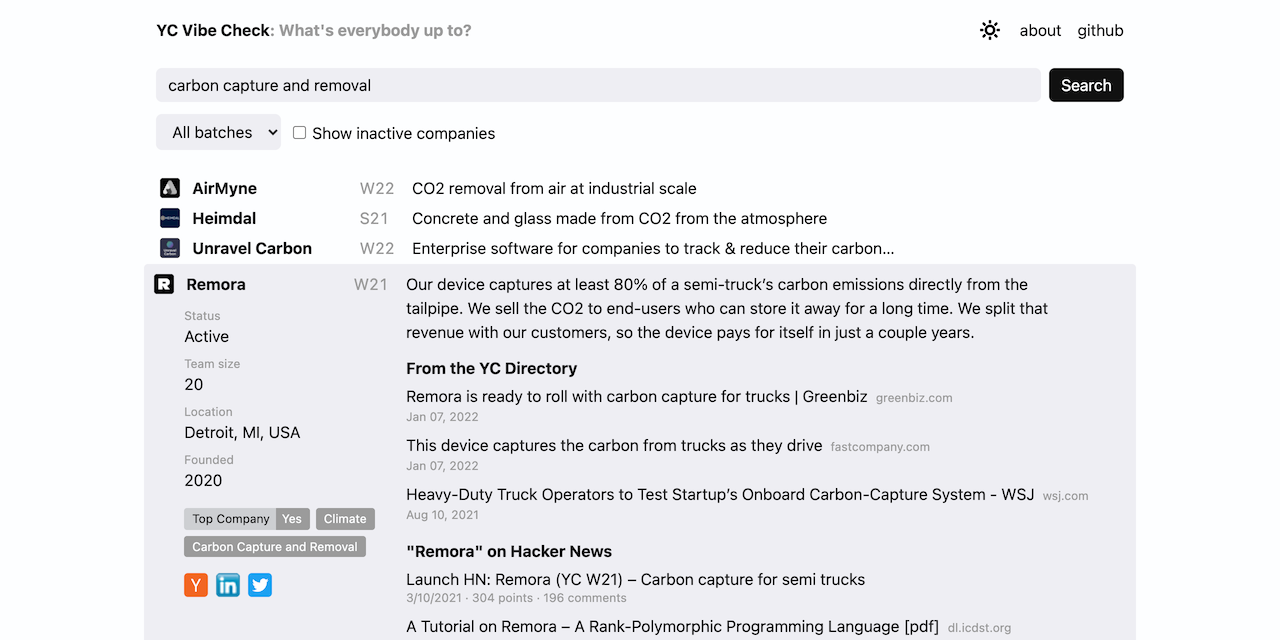 YC Vibe Check: What's everybody up to?
about
github
carbon capture and removal
Search
All batches
Show inactive companies
AirMyne W22 CO2 removal from air at industrial scale
Heimdal S21 Concrete and glass made from CO2 from the atmosphere
Unravel Carbon W22 Enterprise software for companies to track & reduce their carbon...
Remora W21
Our device captures at least 80% of a semi-truck’s carbon emissions directly from the
tailpipe. We sell the CO2 to end-users who can store it away for a long time. We split that
revenue with our customers, so the device pays for itself in just a couple years.
Status
Active
Team size
20
Location
Detroit, MI, USA
Founded
2020
Top Company Yes
Climate
Carbon Capture and Removal
Y
in
From the YC Directory
Remora is ready to roll with carbon capture for trucks | Greenbiz greenbiz.com
Jan 07, 2022
This device captures the carbon from trucks as they drive fastcompany.com
Jan 07, 2022
Heavy-Duty Truck Operators to Test Startup’s Onboard Carbon-Capture System - WSJ wsj.com
Aug 10, 2021
"Remora" on Hacker News
Launch HN: Remora (YC W21) – Carbon capture for semi trucks
3/10/2021 · 304 points · 196 comments
A Tutorial on Remora – A Rank-Polymorphic Programming Language [pdf] dl.icdst.org